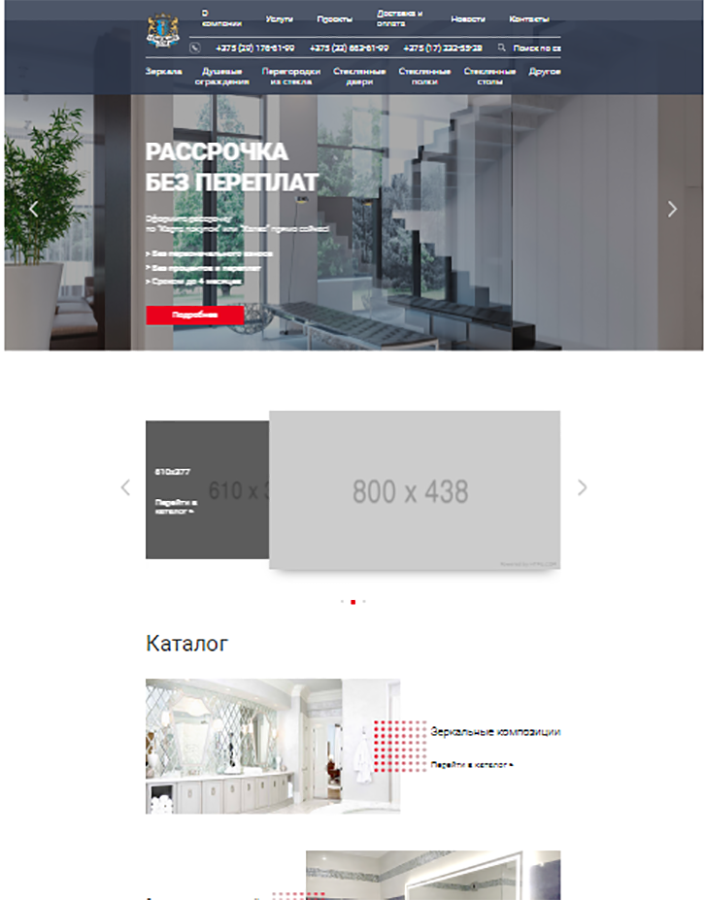 О
компании
Услуги
Проекты
Доставка и
оплата
Новости
Контакты
+375 (29) 176-61-99
+375 (33) 663-61-99
+375 (17) 333-55-38
Поиск по са
Зеркала
Душевые
ограждения
Перегородки
из стекла
Стеклянные
двери
Стеклянные
полки
Стеклянные
столы
Другое
РАССРОЧКА
БЕЗ ПЕРЕПЛАТ
Оформите рассрочку
по "Карте покупок" или "Халва" прямо сейчас!
> Без первоначального взноса
> Без процентов и переплат
> Сроком до 4 месяцев
Подробнее
610x377
Перейти в
каталог
610 x 3
800 x 438
Каталог
Зеркальные композиции
Перейти в каталог